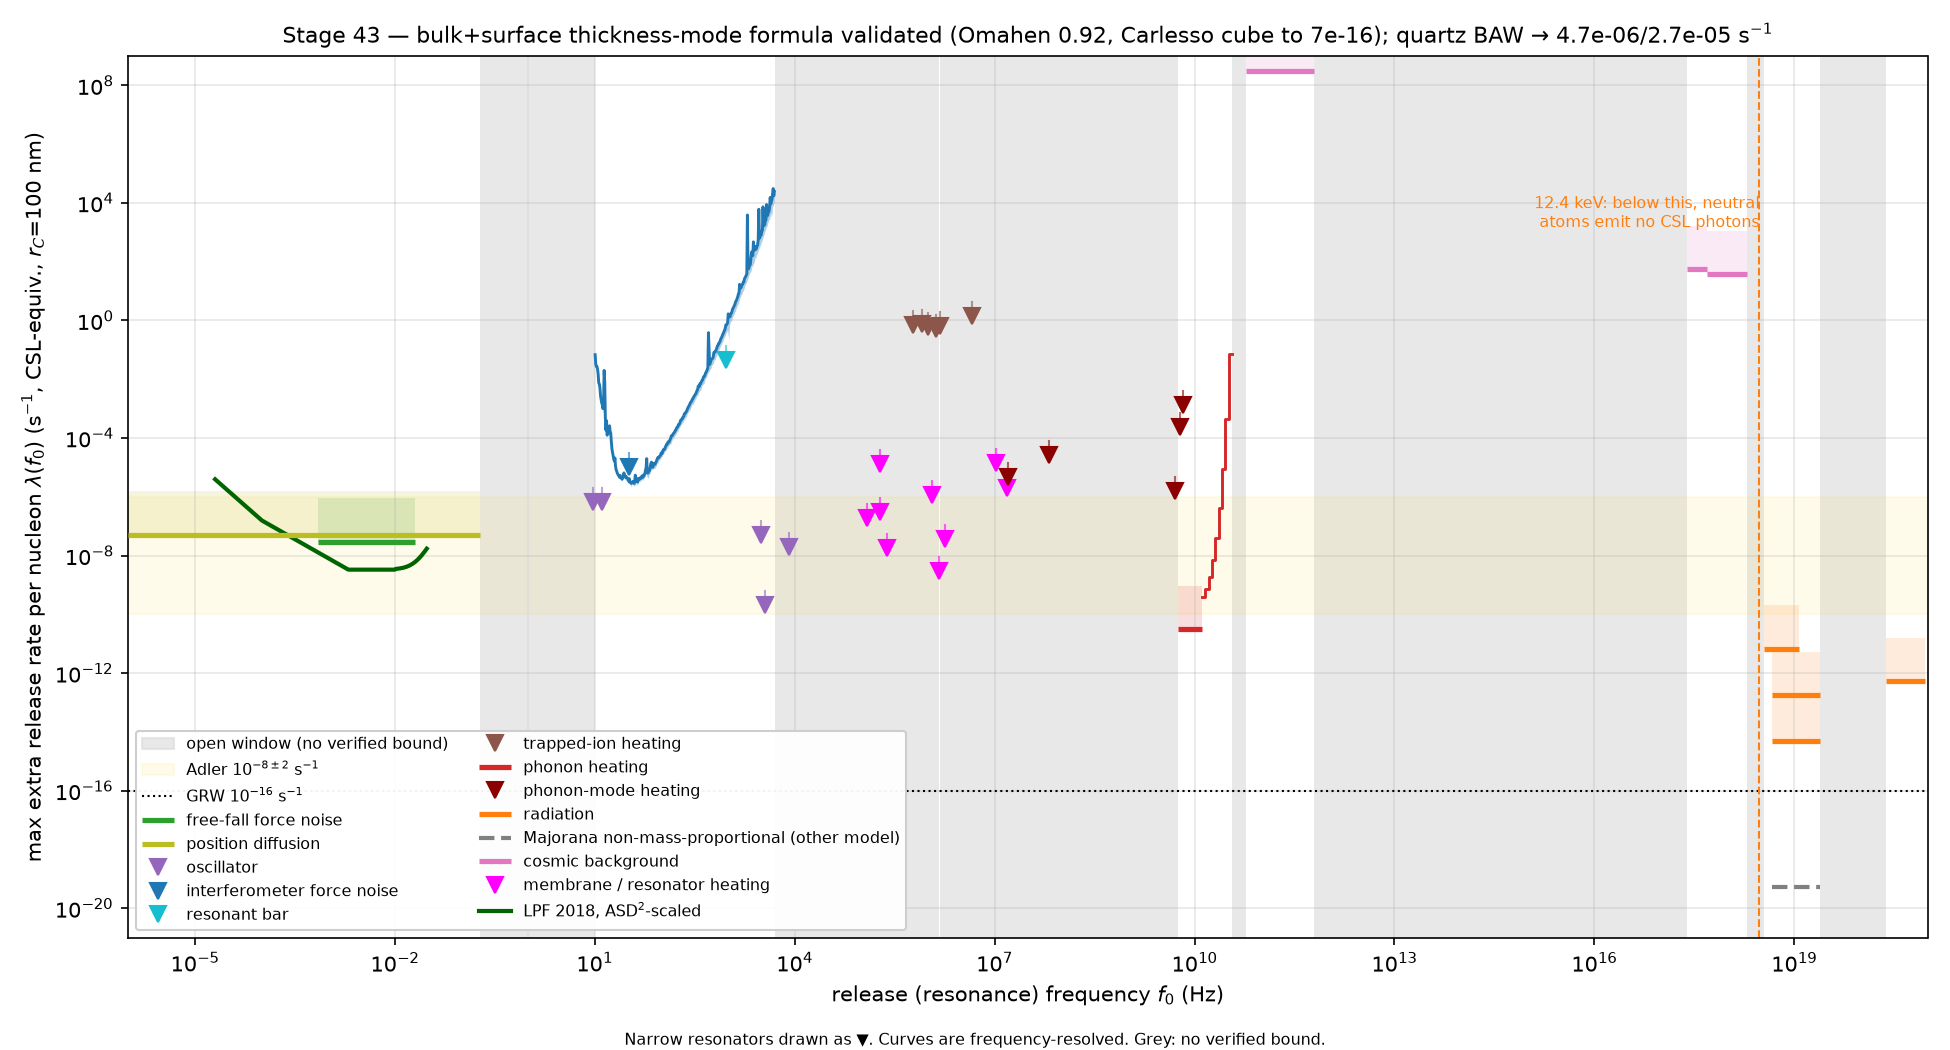 Stage 43 — bulk+surface thickness-mode formula validated (Omahen 0.92, Carlesso cube to 7e-16); quartz BAW → 4.7e-06/2.7e-05 s⁻¹
max extra release rate per nucleon λ(f₀) (s⁻¹, CSL-equiv., r_C=100 nm)
10⁸
10⁴
10⁰
10⁻⁴
10⁻⁸
10⁻¹²
10⁻¹⁶
10⁻²⁰
12.4 keV: below this, neutral
atoms emit no CSL photons
open window (no verified bound)
Adler 10⁻⁸±² s⁻¹
GRW 10⁻¹⁶ s⁻¹
free-fall force noise
position diffusion
oscillator
interferometer force noise
resonant bar
trapped-ion heating
phonon heating
phonon-mode heating
radiation
Majorana non-mass-proportional (other model)
cosmic background
membrane / resonator heating
LPF 2018, ASD²-scaled
10⁻⁵ 10⁻² 10¹ 10⁴ 10⁷ 10¹⁰ 10¹³ 10¹⁶ 10¹⁹
release (resonance) frequency f₀ (Hz)
Narrow resonators drawn as ▼. Curves are frequency-resolved. Grey: no verified bound.